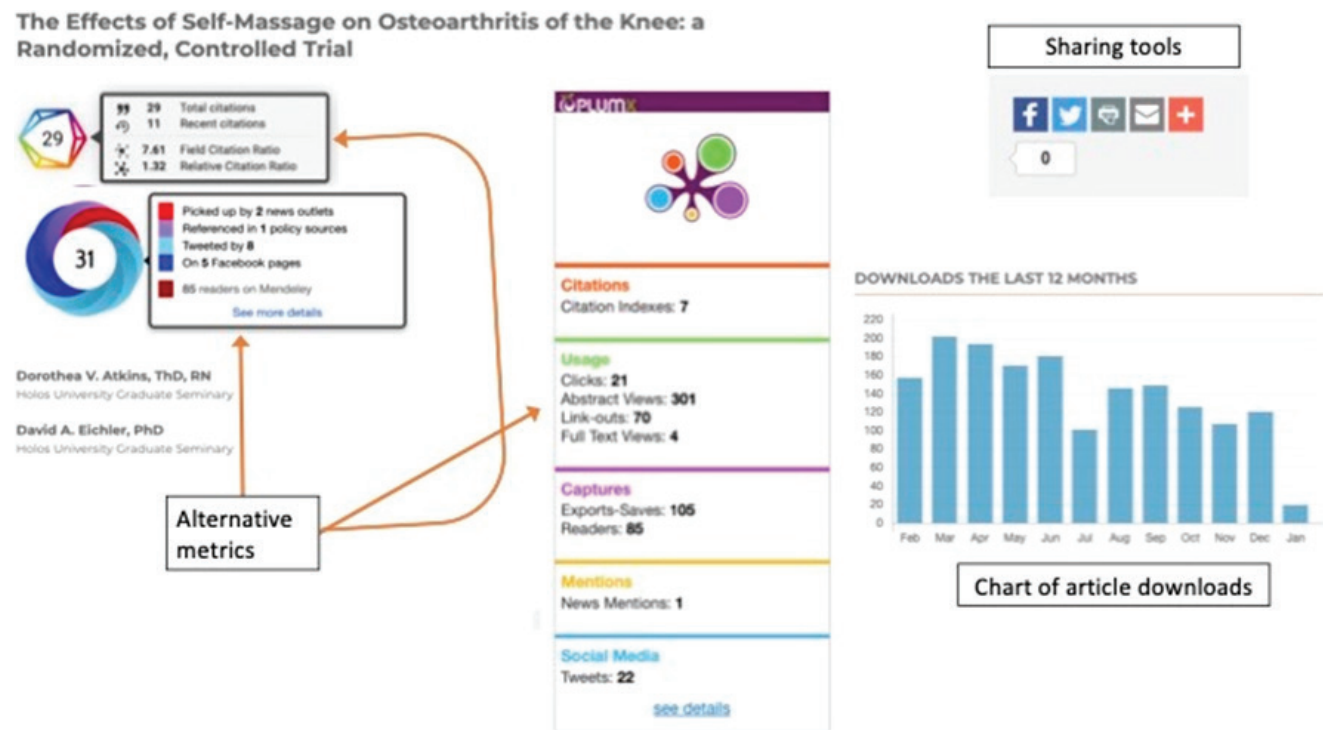 The Effects of Self-Massage on Osteoarthritis of the Knee: a
Randomized, Controlled Trial
29
29 Total citations
11 Recent citations
7.61 Field Citation Ratio
1.32 Relative Citation Ratio
31
Picked up by 2 news outlets
Referenced in 1 policy sources
Tweeted by 8
On 5 Facebook pages
85 readers on Mendeley
See more details
Dorothea V. Atkins, ThD, RN
Holos University Graduate Seminary
David A. Eichler, PhD
Holos University Graduate Seminary
Alternative
metrics
PLUMX
Citations
Citation Indexes: 7
Usage
Clicks: 21
Abstract Views: 301
Link-outs: 70
Full Text Views: 4
Captures
Exports-Saves: 105
Readers: 85
Mentions
News Mentions: 1
Social Media
Tweets: 22
see details
Sharing tools
0
DOWNLOADS THE LAST 12 MONTHS
220
200
180
160
140
120
100
80
60
40
20
0
Feb Mar Apr May Jun Jul Aug Sep Oct Nov Dec Jan
Chart of article downloads